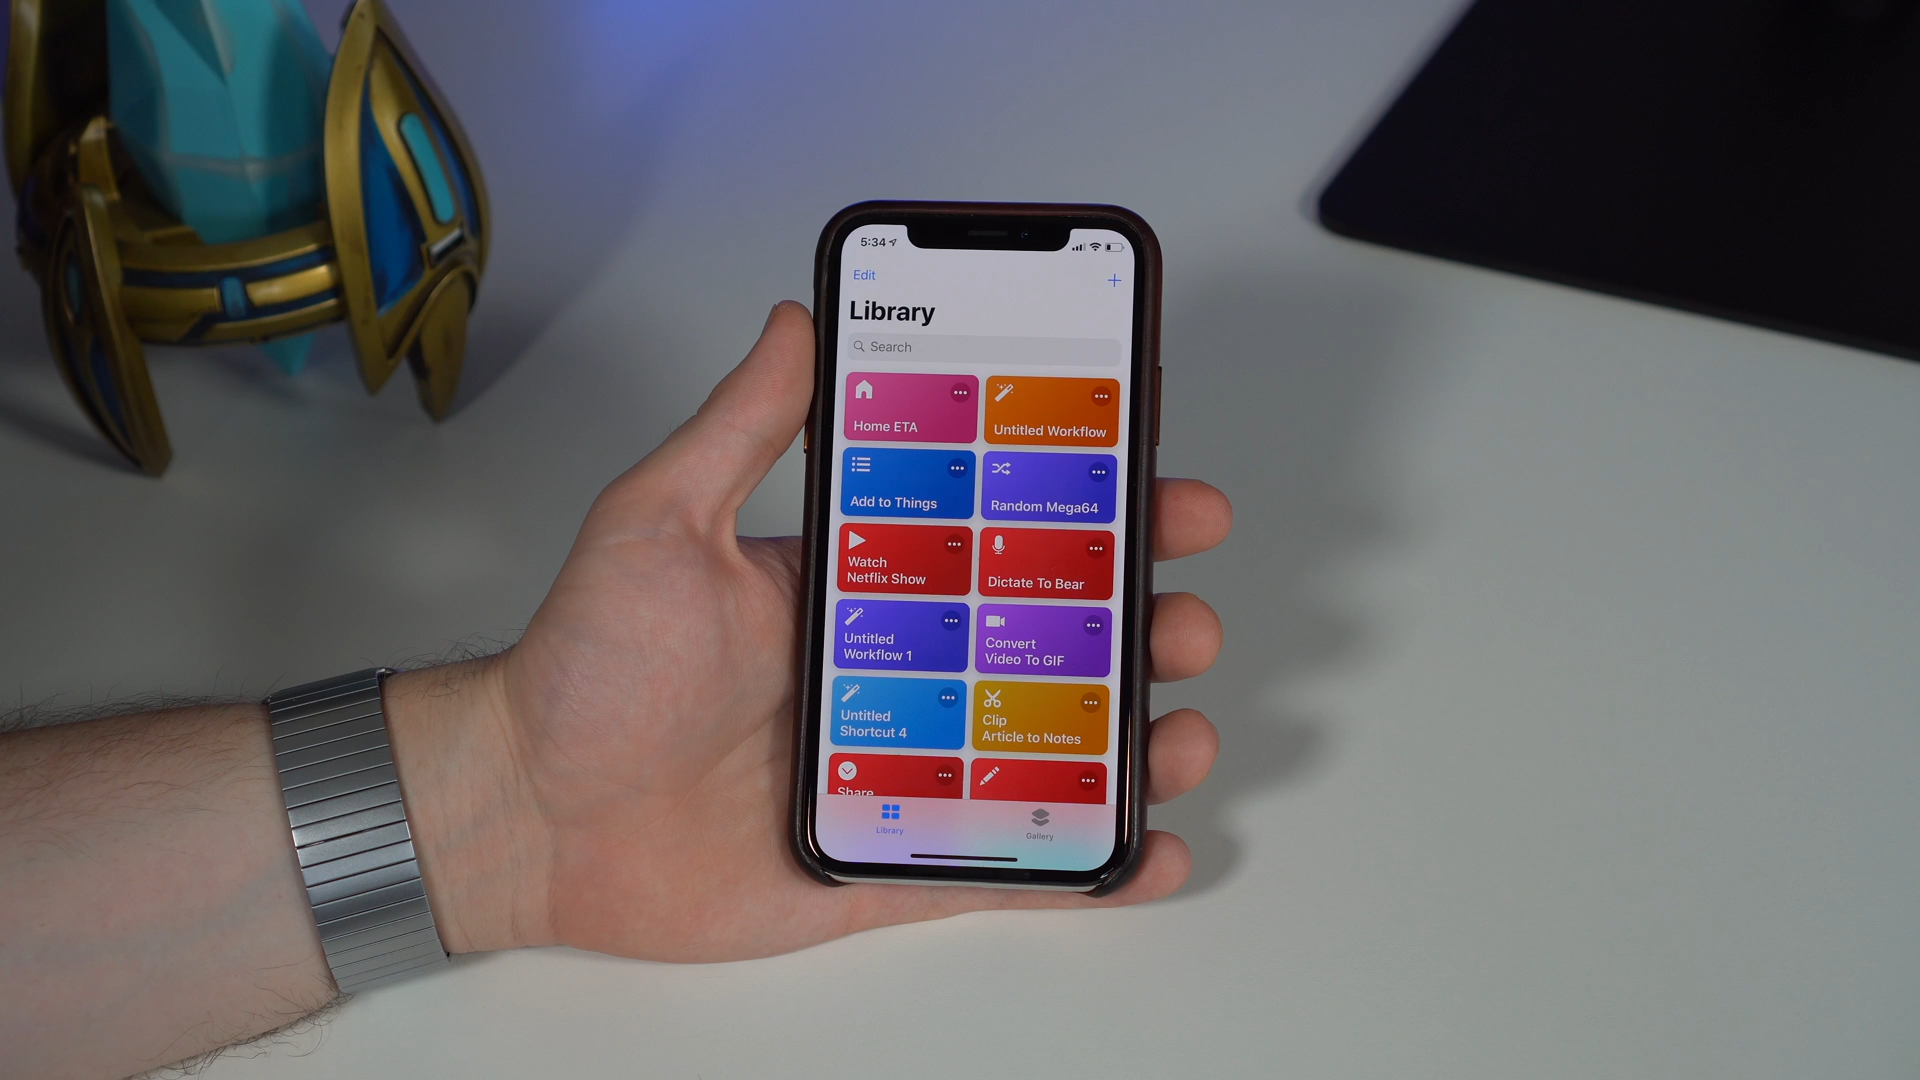 5:34
Edit
+
Library
Search
Home ETA
Untitled Workflow
Add to Things
Random Mega64
Watch
Netflix Show
Dictate To Bear
Untitled
Workflow 1
Convert
Video To GIF
Untitled
Shortcut 4
Clip
Article to Notes
Share
Library
Gallery